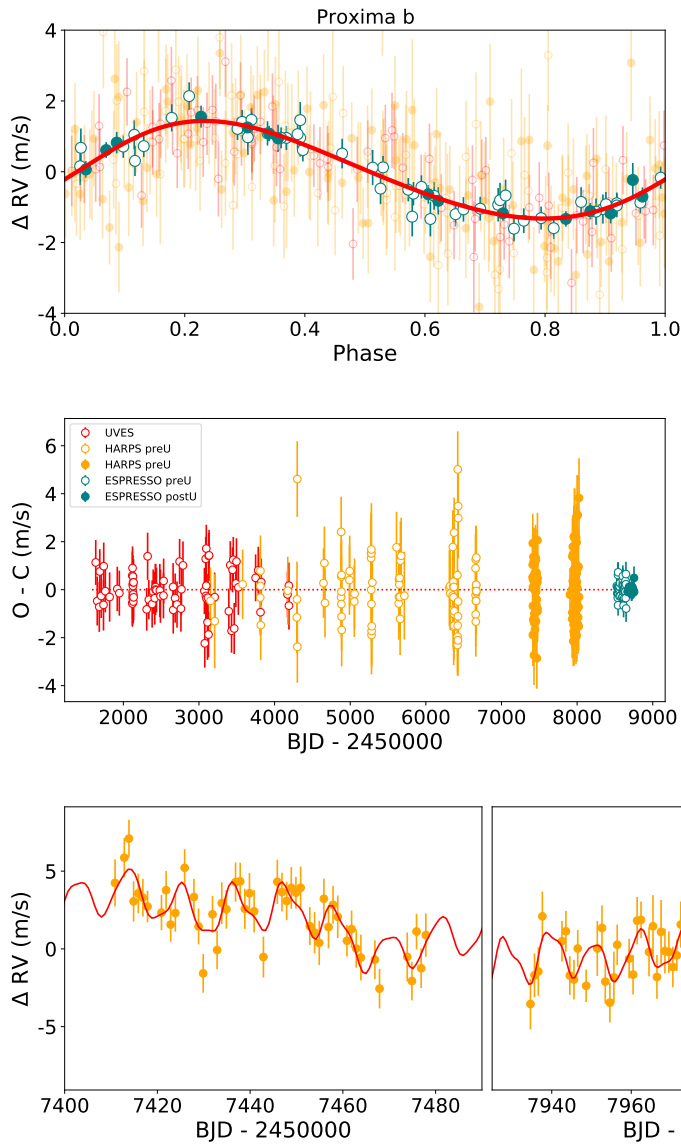 Proxima b
4
2
0
-2
-4
Δ RV (m/s)
0.0 0.2 0.4 0.6 0.8 1.0
Phase
UVES
HARPS preU
HARPS preU
ESPRESSO preU
ESPRESSO postU
6
4
2
0
-2
-4
O - C (m/s)
2000 3000 4000 5000 6000 7000 8000 9000
BJD - 2450000
5
0
-5
Δ RV (m/s)
7400 7420 7440 7460 7480 7940 7960
BJD - 2450000 BJD -